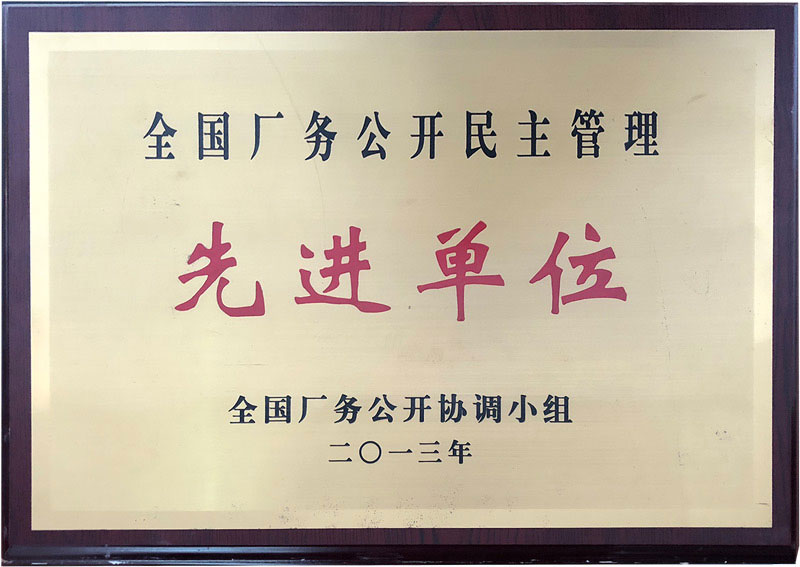 全国厂务公开民主管理
先进单位
全国厂务公开协调小组
二〇一三年